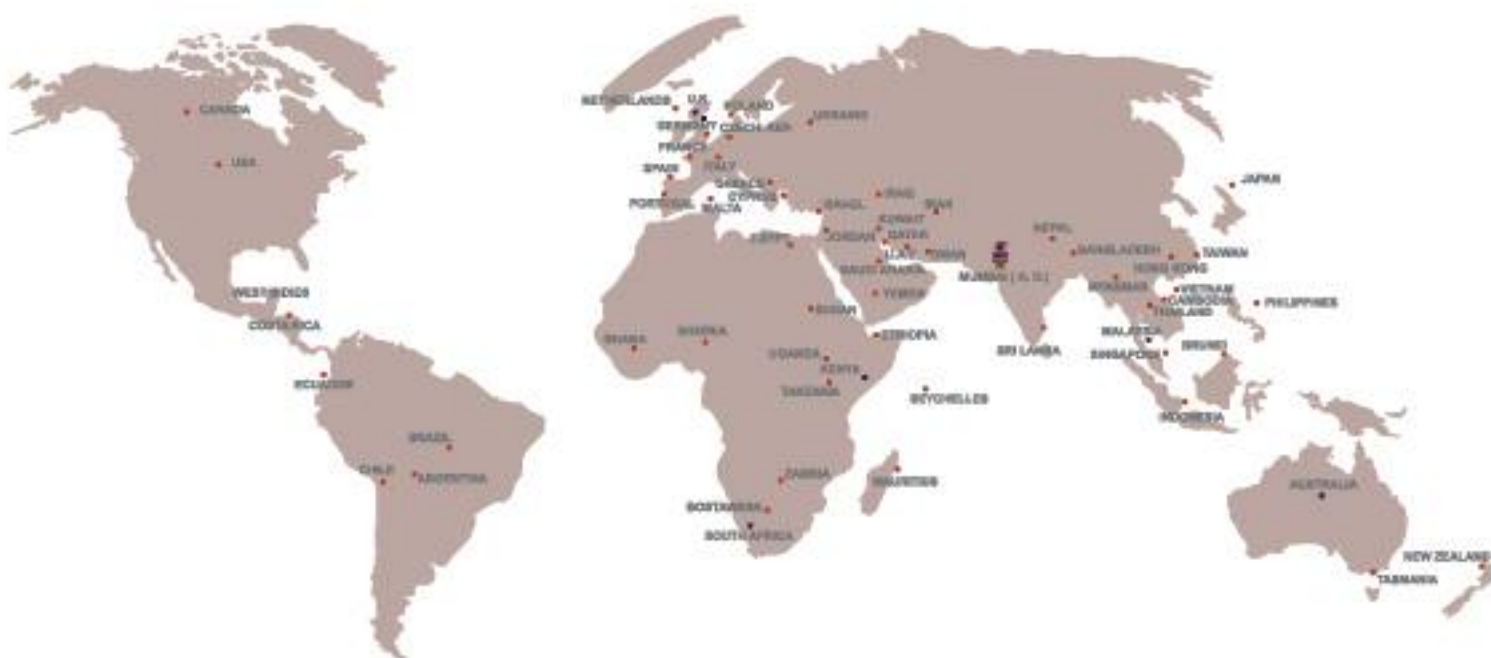 CANADA
USA
WEST INDIES
COSTA RICA
ECUADOR
BRAZIL
CHILE
ARGENTINA
NETHERLANDS
U.K.
POLAND
GERMANY
CZECH. REP.
UKRAINE
FRANCE
ITALY
SPAIN
PORTUGAL
MALTA
GREECE
CYPRUS
ISRAEL
IRAQ
IRAN
KUWAIT
JORDAN
QATAR
EGYPT
U.A.E.
OMAN
SAUDI ARABIA
YEMEN
SUDAN
ETHIOPIA
GHANA
NIGERIA
UGANDA
KENYA
TANZANIA
SEYCHELLES
ZAMBIA
MAURITIUS
BOSTAWANA
SOUTH AFRICA
NEPAL
BANGLADESH
MUMBAI ( H. O.)
SRI LANKA
JAPAN
TAIWAN
HONG KONG
MYANMAR
VIETNAM
CAMBODIA
THAILAND
PHILIPPINES
MALAYSIA
SINGAPORE
BRUNEI
INDONESIA
AUSTRALIA
NEW ZEALAND
TASMANIA